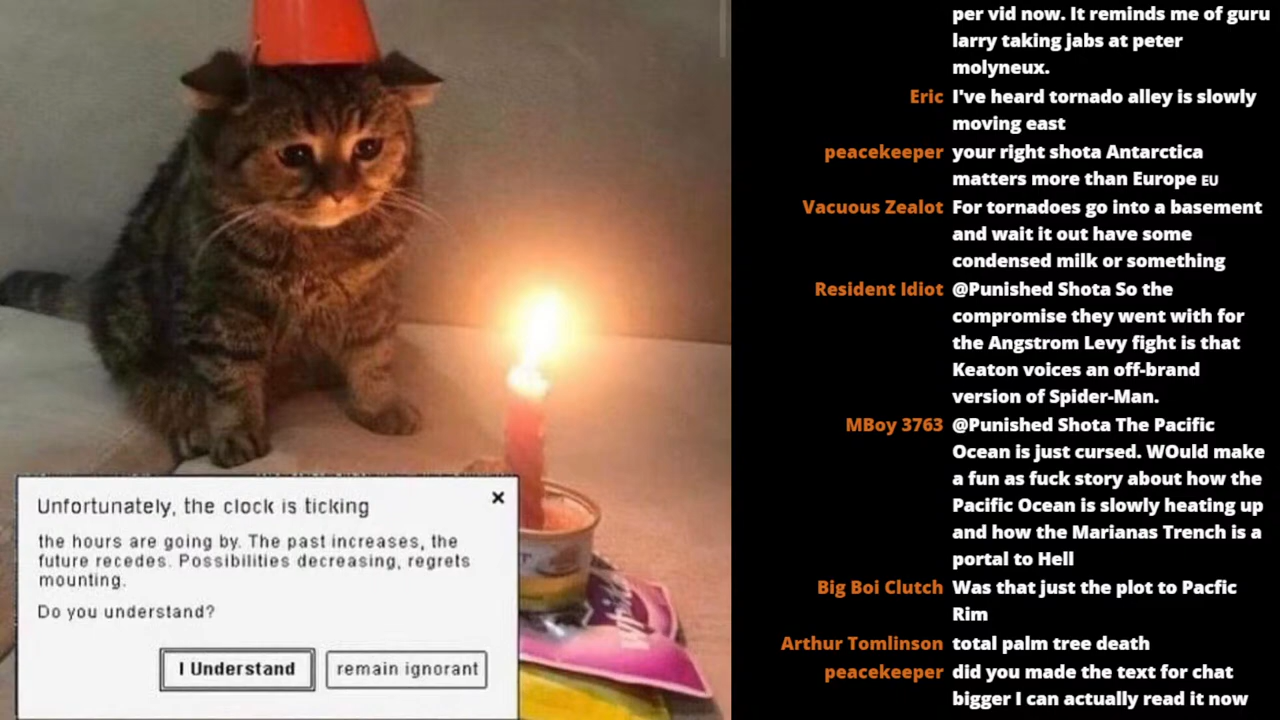 Unfortunately, the clock is ticking
the hours are going by. The past increases, the
future recedes. Possibilities decreasing, regrets
mounting.
Do you understand?
I Understand
remain ignorant
per vid now. It reminds me of guru
larry taking jabs at peter
molyneux.
Eric I've heard tornado alley is slowly
moving east
peacekeeper your right shota Antarctica
matters more than Europe EU
Vacuous Zealot For tornadoes go into a basement
and wait it out have some
condensed milk or something
Resident Idiot @Punished Shota So the
compromise they went with for
the Angstrom Levy fight is that
Keaton voices an off-brand
version of Spider-Man.
MBoy 3763 @Punished Shota The Pacific
Ocean is just cursed. WOuld make
a fun as fuck story about how the
Pacific Ocean is slowly heating up
and how the Marianas Trench is a
portal to Hell
Big Boi Clutch Was that just the plot to Pacfic
Rim
Arthur Tomlinson total palm tree death
peacekeeper did you made the text for chat
bigger I can actually read it now